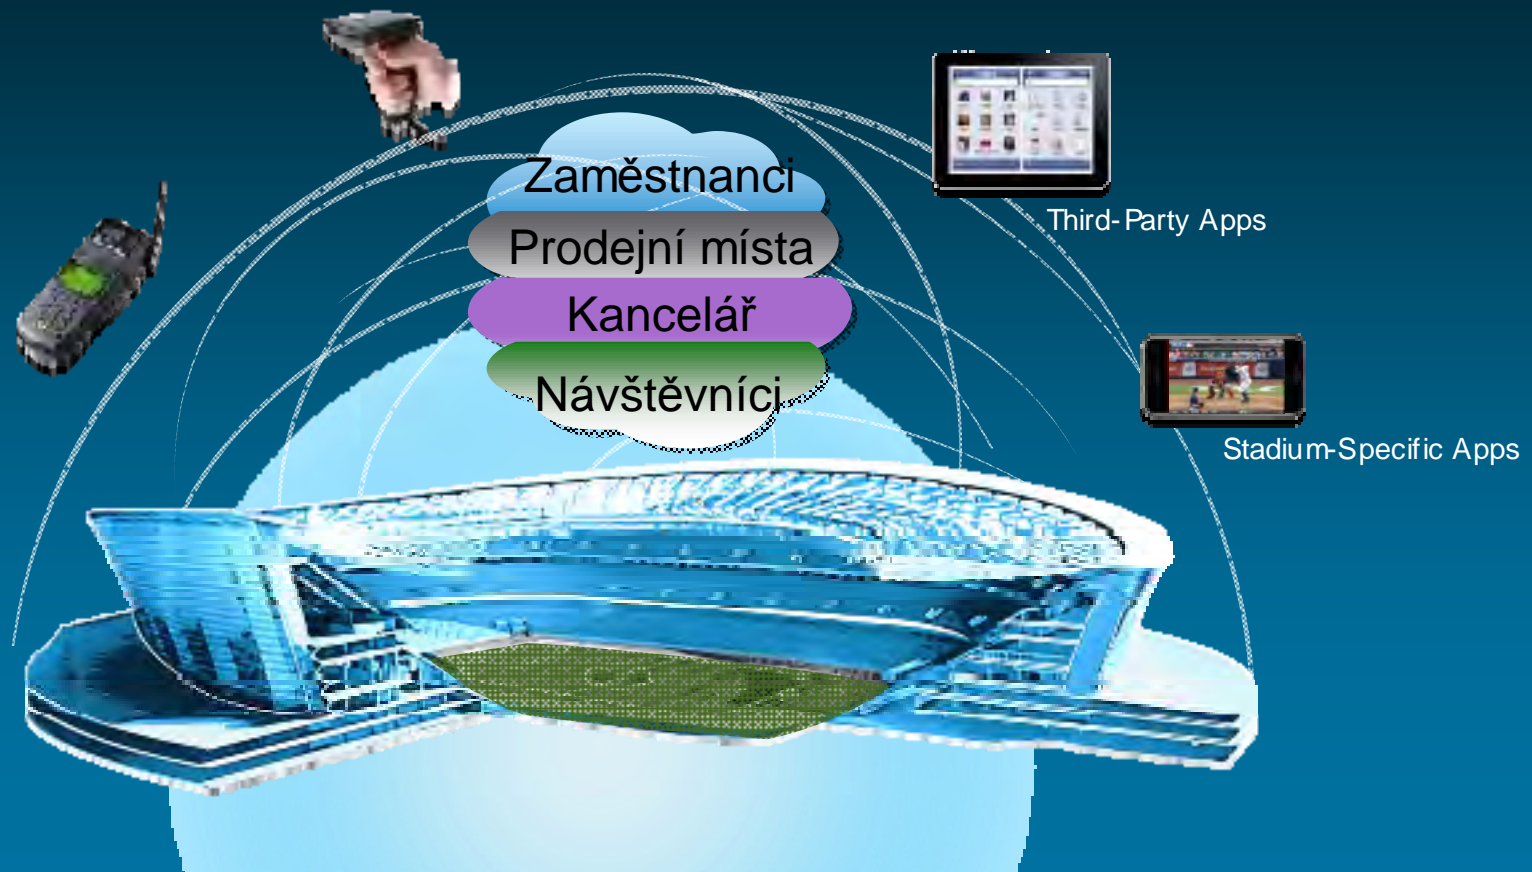 Zaměstnanci
Prodejní místa
Kancelář
Návštěvníci
Third-Party Apps
Stadium-Specific Apps